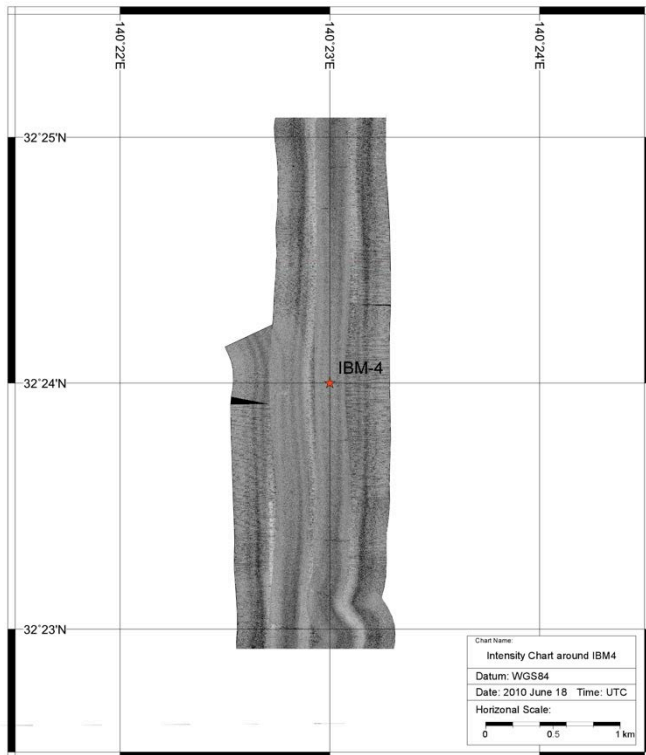 140°22'E
140°23'E
140°24'E
32°25'N
IBM-4
32°24'N
32°23'N
Chart Name:
Intensity Chart around IBM4
Datum: WGS84
Date: 2010 June 18 Time: UTC
Horizonal Scale:
0 0.5 1 km